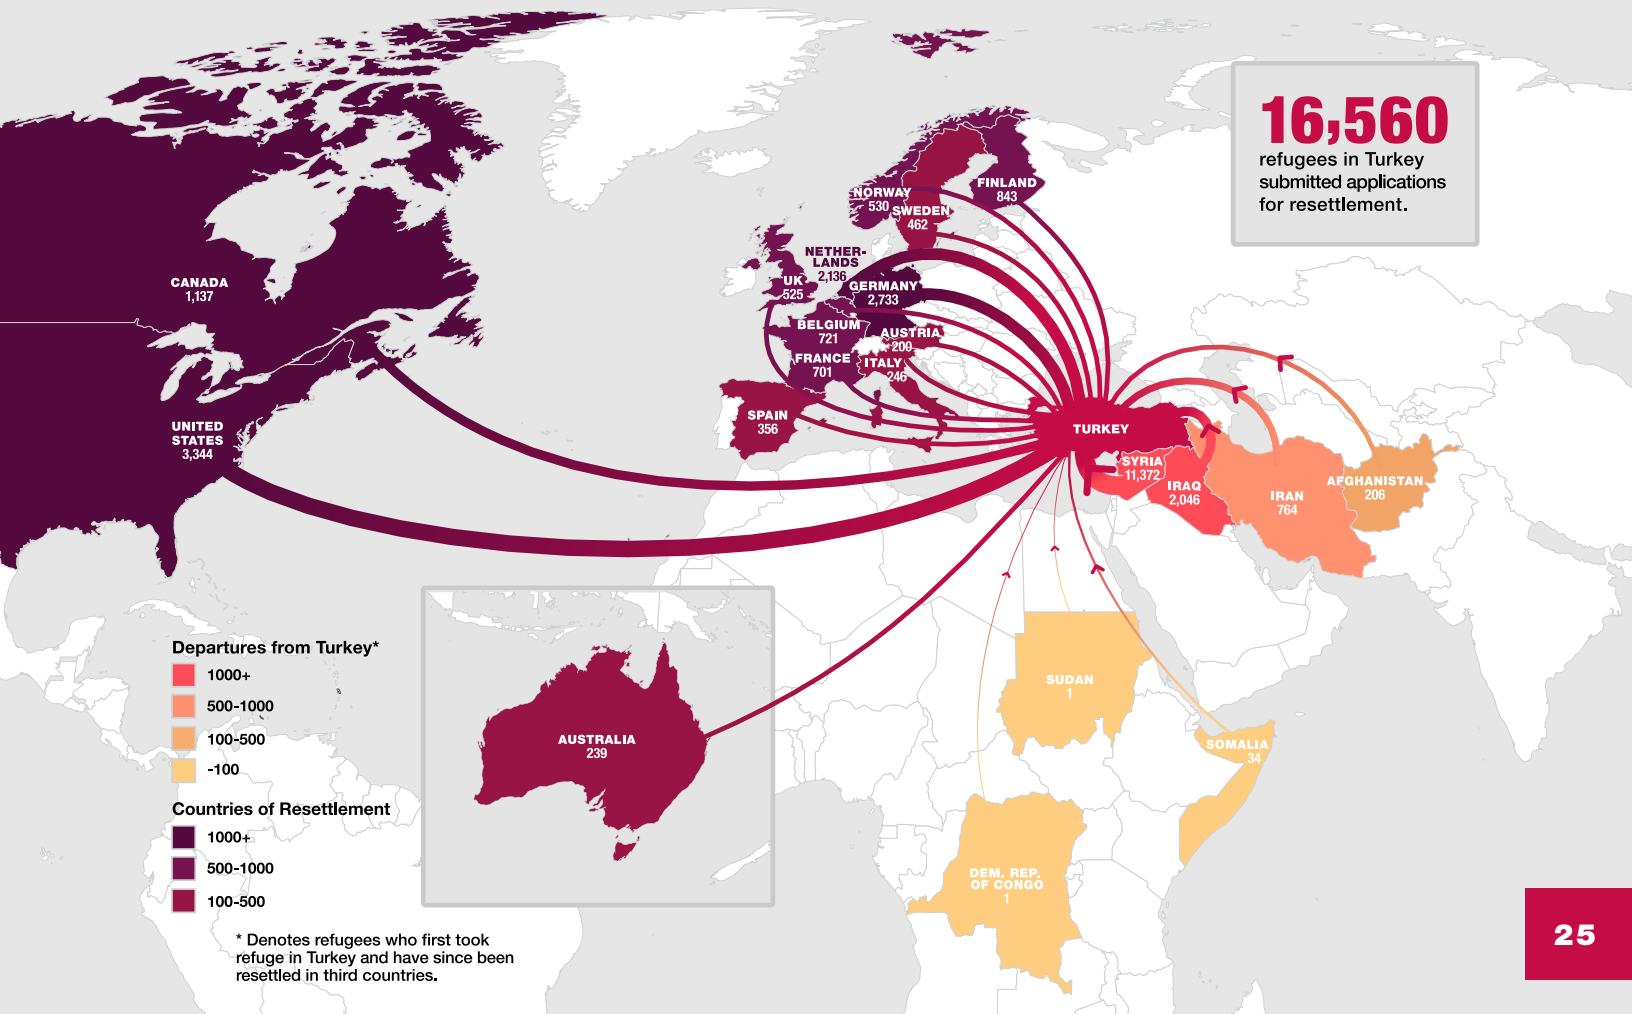 16,560
refugees in Turkey
submitted applications
for resettlement.
NORWAY
530
SWEDEN
462
FINLAND
843
NETHER-
LANDS
2,136
UK
525
GERMANY
2,733
BELGIUM
721
AUSTRIA
200
FRANCE
701
ITALY
246
SPAIN
356
CANADA
1,137
UNITED
STATES
3,344
TURKEY
SYRIA
11,372
IRAQ
2,046
IRAN
764
AFGHANISTAN
206
SUDAN
1
SOMALIA
34
DEM. REP.
OF CONGO
1
AUSTRALIA
239
Departures from Turkey*
1000+
500-1000
100-500
-100
Countries of Resettlement
1000+
500-1000
100-500
* Denotes refugees who first took
refuge in Turkey and have since been
resettled in third countries.
25